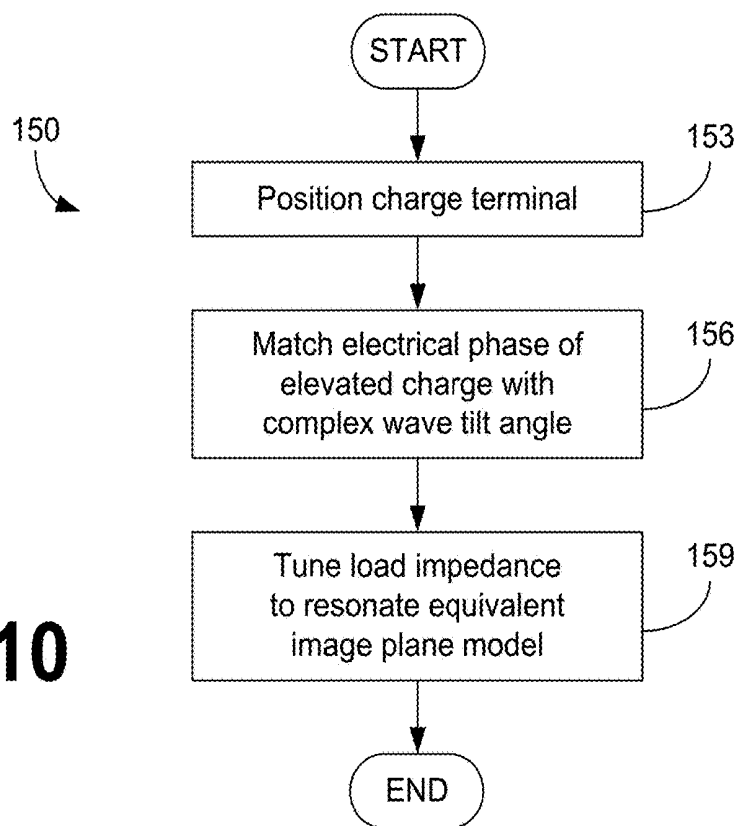 START
150
153
Position charge terminal
156
Match electrical phase of
elevated charge with
complex wave tilt angle
159
Tune load impedance
to resonate equivalent
image plane model
10
END